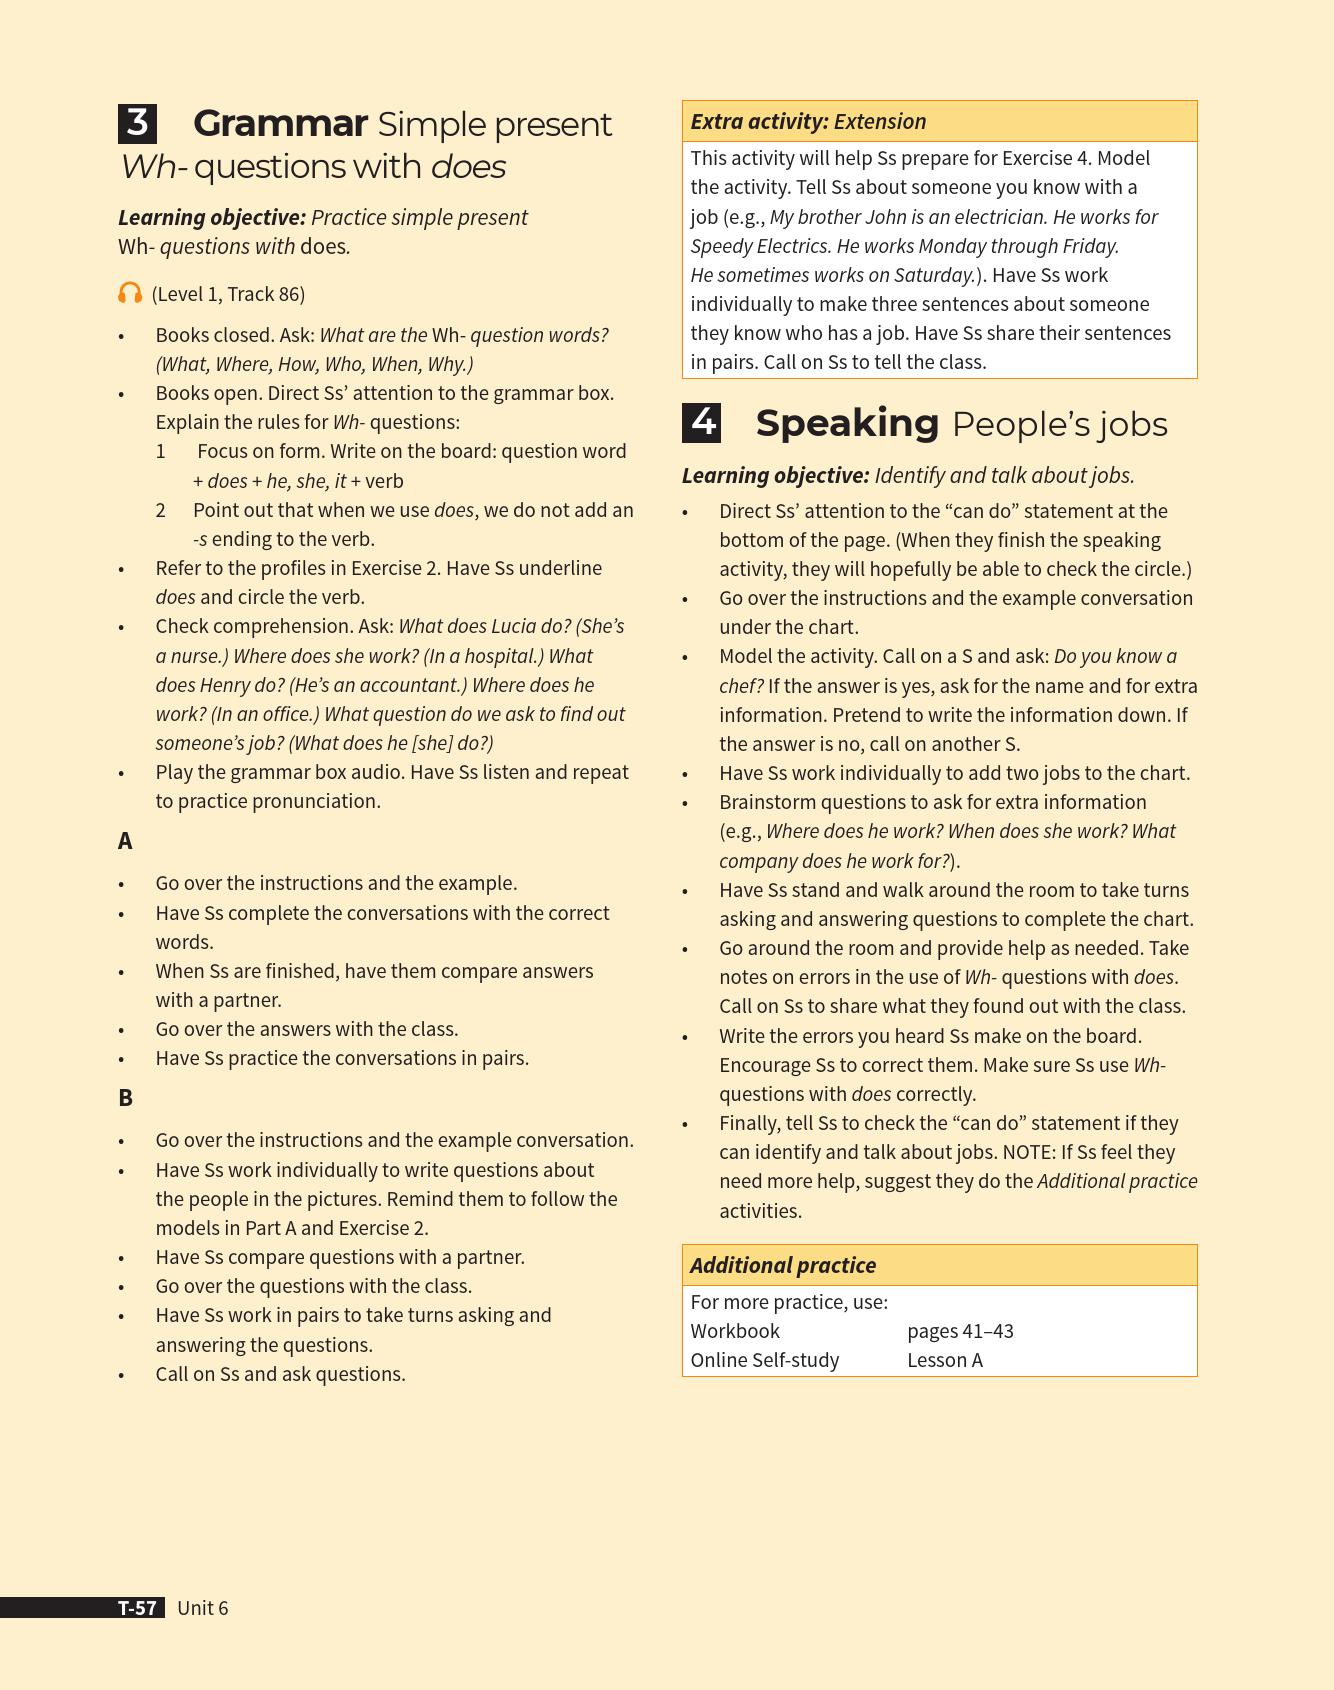 3 Grammar Simple present
Wh- questions with does
Learning objective: Practice simple present
Wh- questions with does.
(Level 1, Track 86)
• Books closed. Ask: What are the Wh- question words?
(What, Where, How, Who, When, Why.)
• Books open. Direct Ss’ attention to the grammar box.
Explain the rules for Wh- questions:
1 Focus on form. Write on the board: question word
+ does + he, she, it + verb
2 Point out that when we use does, we do not add an
-s ending to the verb.
• Refer to the profiles in Exercise 2. Have Ss underline
does and circle the verb.
• Check comprehension. Ask: What does Lucia do? (She’s
a nurse.) Where does she work? (In a hospital.) What
does Henry do? (He’s an accountant.) Where does he
work? (In an office.) What question do we ask to find out
someone’s job? (What does he [she] do?)
• Play the grammar box audio. Have Ss listen and repeat
to practice pronunciation.
A
• Go over the instructions and the example.
• Have Ss complete the conversations with the correct
words.
• When Ss are finished, have them compare answers
with a partner.
• Go over the answers with the class.
• Have Ss practice the conversations in pairs.
B
• Go over the instructions and the example conversation.
• Have Ss work individually to write questions about
the people in the pictures. Remind them to follow the
models in Part A and Exercise 2.
• Have Ss compare questions with a partner.
• Go over the questions with the class.
• Have Ss work in pairs to take turns asking and
answering the questions.
• Call on Ss and ask questions.
Extra activity: Extension
This activity will help Ss prepare for Exercise 4. Model
the activity. Tell Ss about someone you know with a
job (e.g., My brother John is an electrician. He works for
Speedy Electrics. He works Monday through Friday.
He sometimes works on Saturday.). Have Ss work
individually to make three sentences about someone
they know who has a job. Have Ss share their sentences
in pairs. Call on Ss to tell the class.
4 Speaking People’s jobs
Learning objective: Identify and talk about jobs.
• Direct Ss’ attention to the “can do” statement at the
bottom of the page. (When they finish the speaking
activity, they will hopefully be able to check the circle.)
• Go over the instructions and the example conversation
under the chart.
• Model the activity. Call on a S and ask: Do you know a
chef? If the answer is yes, ask for the name and for extra
information. Pretend to write the information down. If
the answer is no, call on another S.
• Have Ss work individually to add two jobs to the chart.
• Brainstorm questions to ask for extra information
(e.g., Where does he work? When does she work? What
company does he work for?).
• Have Ss stand and walk around the room to take turns
asking and answering questions to complete the chart.
• Go around the room and provide help as needed. Take
notes on errors in the use of Wh- questions with does.
Call on Ss to share what they found out with the class.
• Write the errors you heard Ss make on the board.
Encourage Ss to correct them. Make sure Ss use Wh-
questions with does correctly.
• Finally, tell Ss to check the “can do” statement if they
can identify and talk about jobs. NOTE: If Ss feel they
need more help, suggest they do the Additional practice
activities.
Additional practice
For more practice, use:
Workbook pages 41–43
Online Self-study Lesson A
T-57 Unit 6